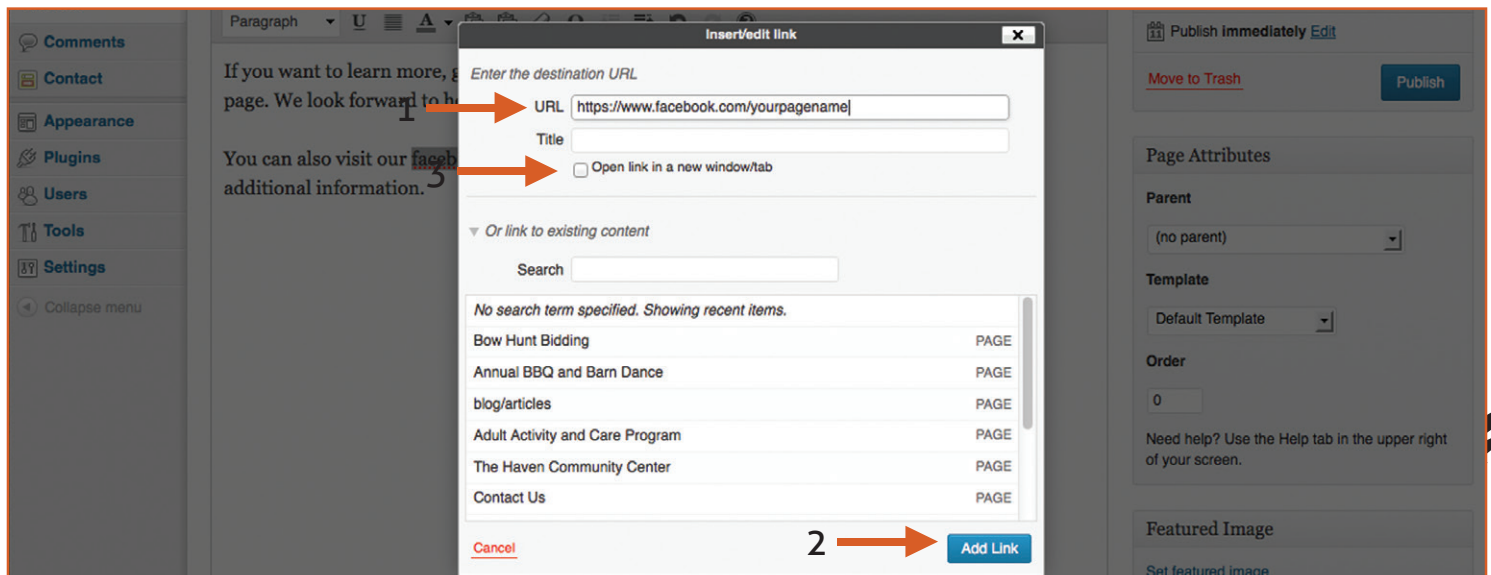 Comments
Contact
Appearance
Plugins
Users
Tools
Settings
Collapse menu
Paragraph U A
If you want to learn more,
page. We look forward to
You can also visit our
additional information.
Insert/edit link
x
Enter the destination URL
1
URL https://www.facebook.com/yourpagename
Title
3
Open link in a new window/tab
Or link to existing content
Search
No search term specified. Showing recent items.
Bow Hunt Bidding PAGE
Annual BBQ and Barn Dance PAGE
blog/articles PAGE
Adult Activity and Care Program PAGE
The Haven Community Center PAGE
Contact Us PAGE
Cancel
2
Add Link
Publish immediately Edit
Move to Trash
Publish
Page Attributes
Parent
(no parent)
Template
Default Template
Order
0
Need help? Use the Help tab in the upper right
of your screen.
Featured Image
Set featured image